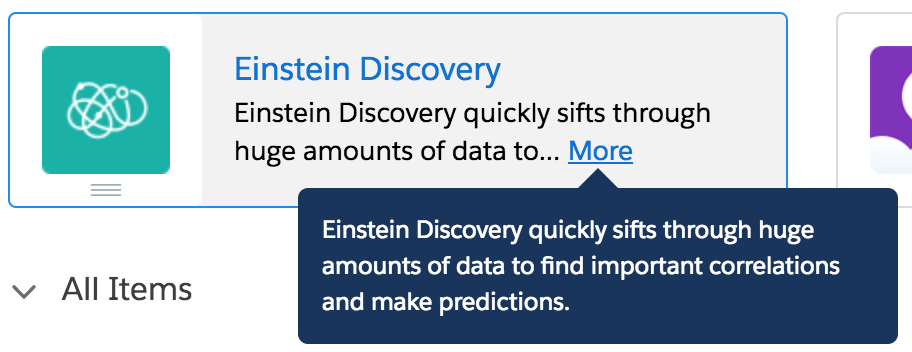 Einstein Discovery
Einstein Discovery quickly sifts through
huge amounts of data to... More
Einstein Discovery quickly sifts through huge
amounts of data to find important correlations
and make predictions.
All Items